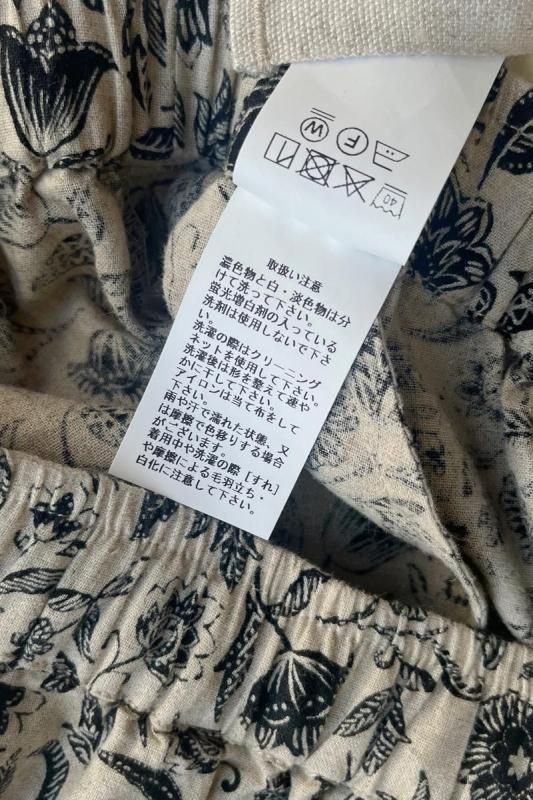 40
F
W
取扱い注意
濃色物と白・淡色物は分
けて洗って下さい。
蛍光増白剤の入っている
洗剤は使用しないで下さ
い。
洗濯の際はクリーニング
ネットを使用して下さい。
洗濯後は形を整えて速や
かに干して下さい。
アイロンは当て布をして
下さい。
雨や汗で濡れた状態、又
は摩擦で色移りする場合
がございます。
着用中や洗濯の際[すれ]
や摩擦による毛羽立ち・
白化に注意して下さい。